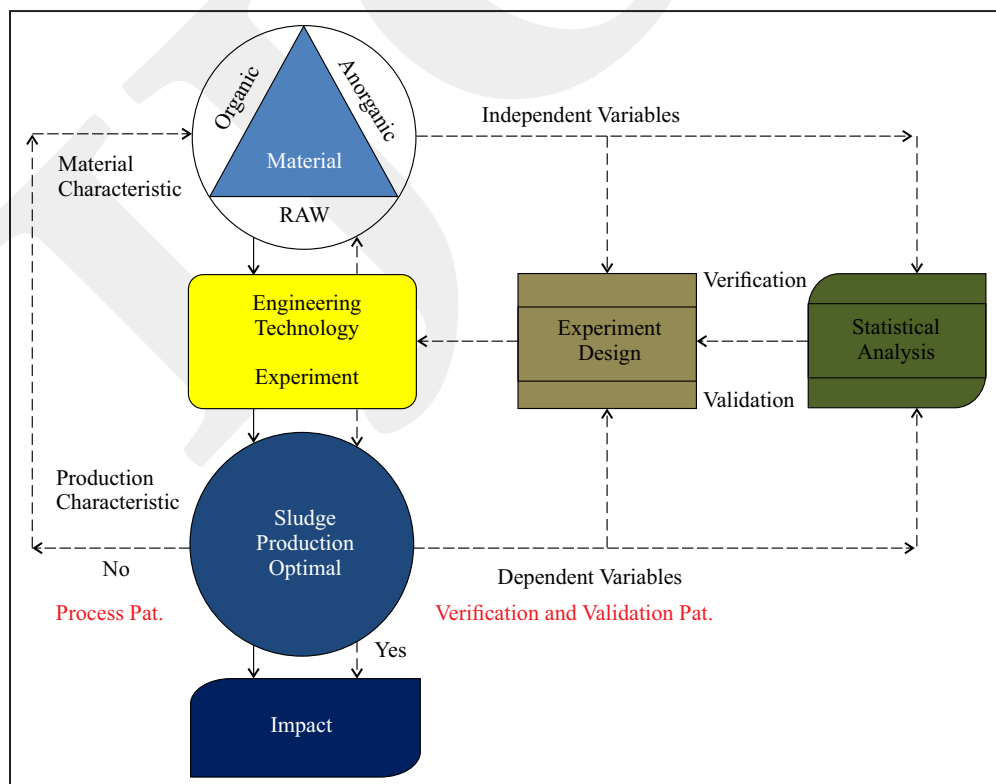 Organic
Anorganic
Material
RAW
Independent Variables
Material
Characteristic
Engineering
Technology
Experiment
Experiment
Design
Verification
Validation
Statistical
Analysis
Production
Characteristic
Sludge
Production
Optimal
No
Dependent Variables
Process Pat.
Verification and Validation Pat.
Yes
Impact